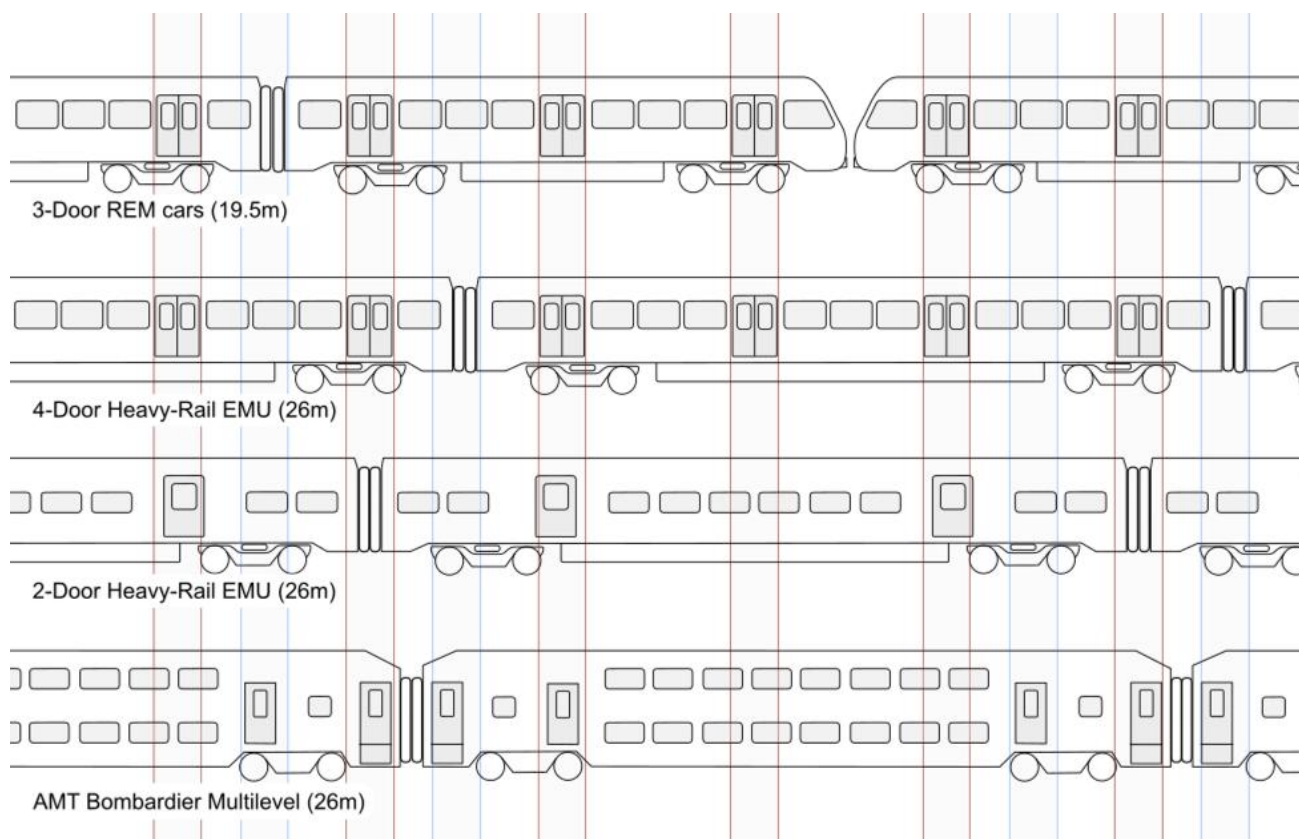 3-Door REM cars (19.5m)
4-Door Heavy-Rail EMU (26m)
2-Door Heavy-Rail EMU (26m)
AMT Bombardier Multilevel (26m)